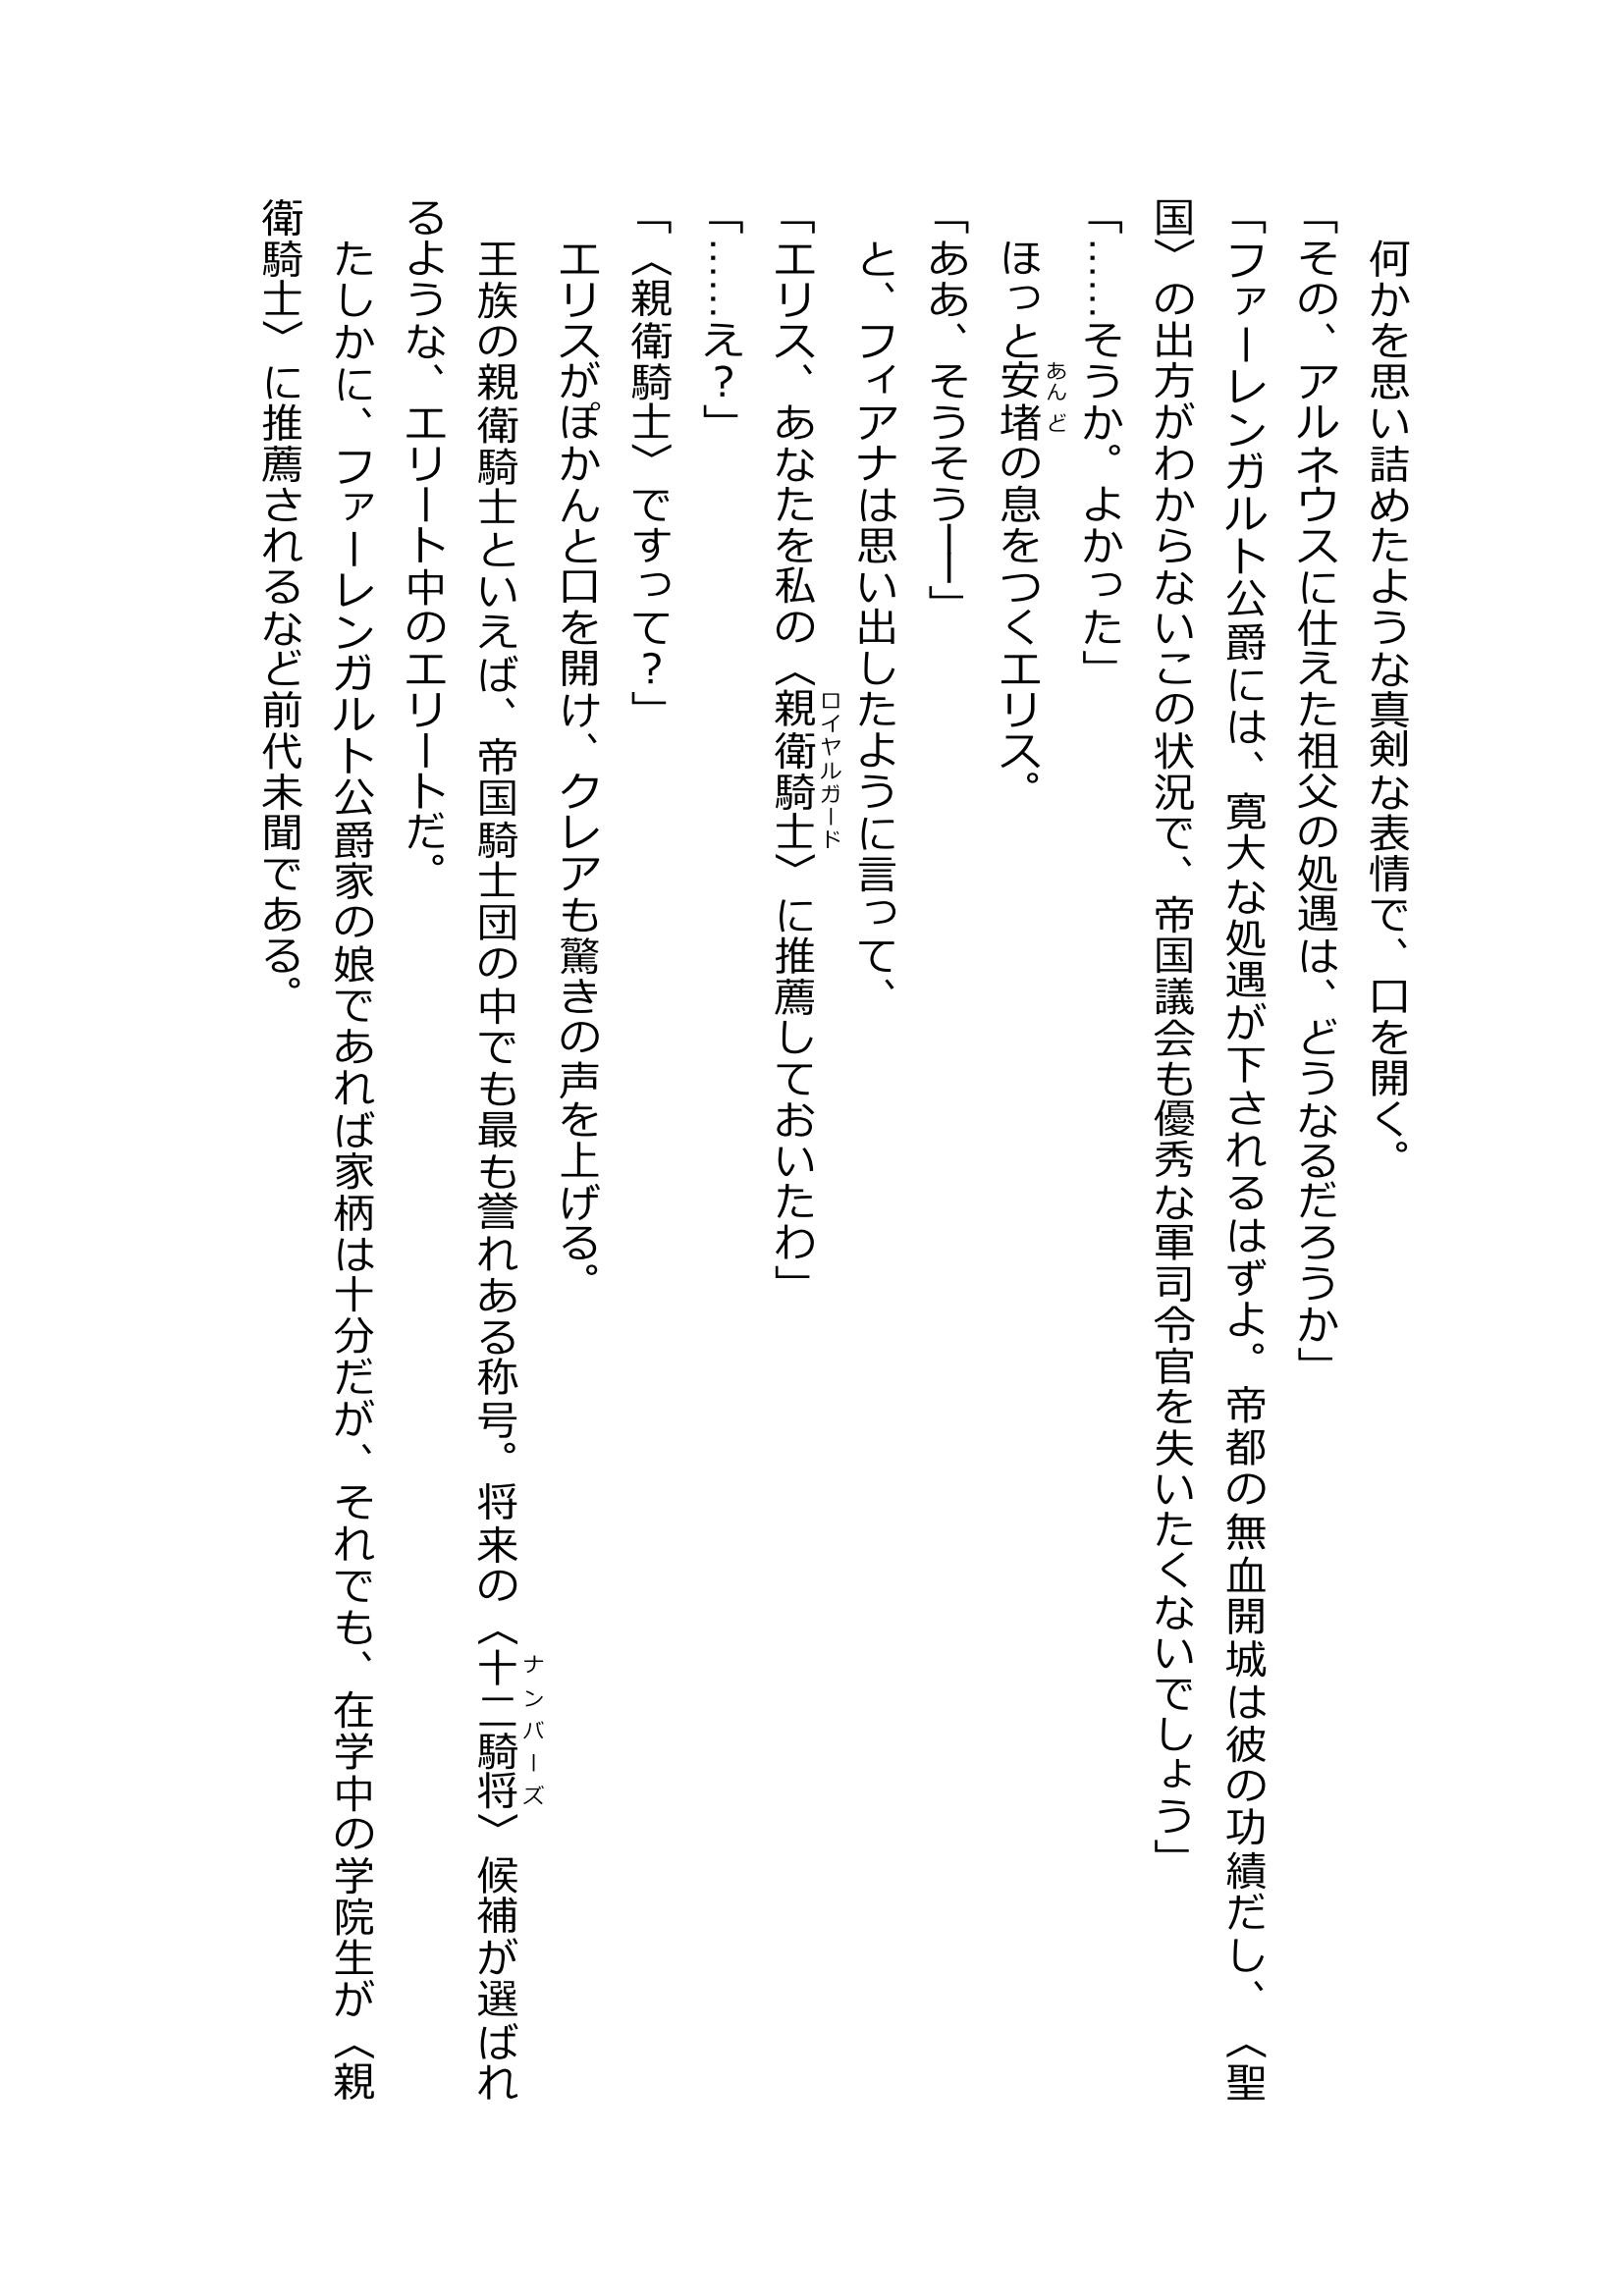 何かを思い詰めたような真剣な表情で、口を開く。
「その、アルネウスに仕えた祖父の処遇は、どうなるだろうか」
「ファーレンガルト公爵には、寛大な処遇が下されるはずよ。帝都の無血開城は彼の功績だし、〈聖
国〉の出方がわからないこの状況で、帝国議会も優秀な軍司令官を失いたくないでしょう」
「……そうか。よかった」
ほっと安堵の息をつくエリス。
あんど
「ああ、そうそう――」
と、フィアナは思い出したように言って、
「エリス、あなたを私の〈親衛騎士〉に推薦しておいたわ」
ロイヤルガード
「……え？」
「〈親衛騎士〉ですって？」
エリスがぽかんと口を開け、クレアも驚きの声を上げる。
王族の親衛騎士といえば、帝国騎士団の中でも最も誉れある称号。将来の〈十二騎将〉候補が選ばれ
ナンバーズ
るような、エリート中のエリートだ。
たしかに、ファーレンガルト公爵家の娘であれば家柄は十分だが、それでも、在学中の学院生が〈親
衛騎士〉に推薦されるなど前代未聞である。